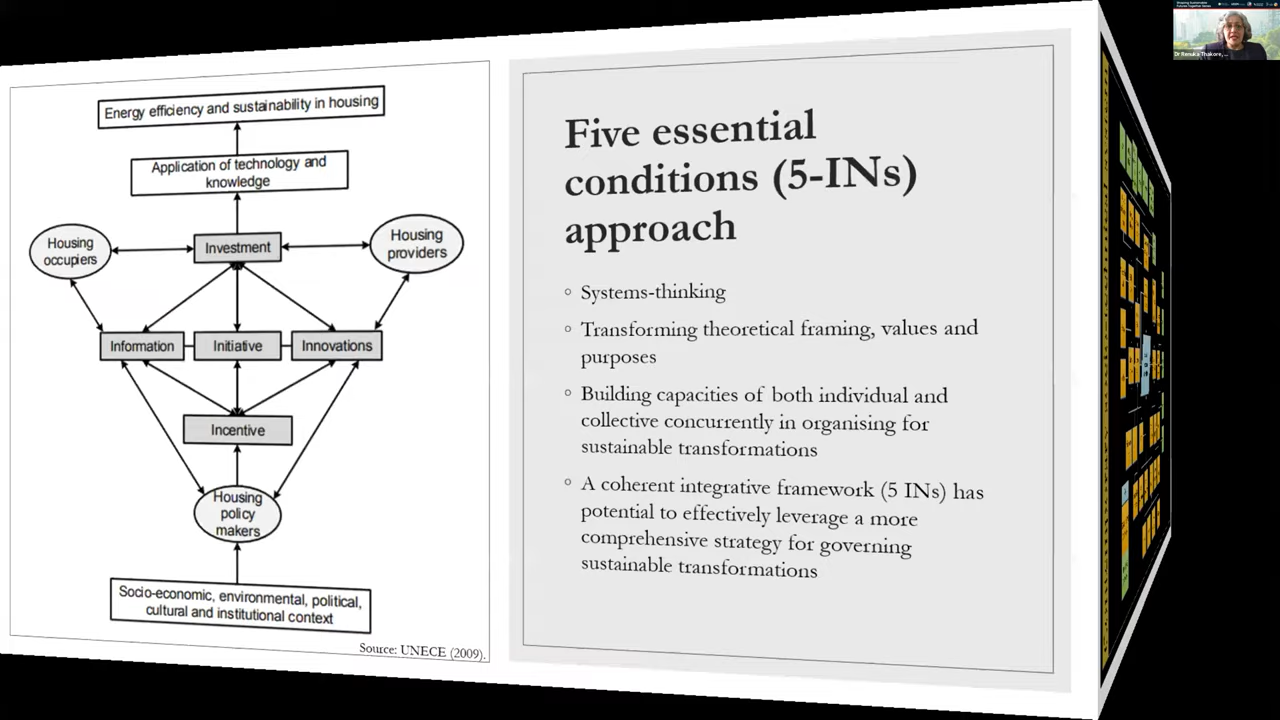 Energy efficiency and sustainability in housing
Application of technology and
knowledge
Housing
occupiers
Investment
Housing
providers
Information
Initiative
Innovations
Incentive
Housing
policy
makers
Socio-economic, environmental, political,
cultural and institutional context
Source: UNECE (2009).
Five essential
conditions (5-INs)
approach
Systems-thinking
Transforming theoretical framing, values and
purposes
Building capacities of both individual and
collective concurrently in organising for
sustainable transformations
A coherent integrative framework (5 INs) has
potential to effectively leverage a more
comprehensive strategy for governing
sustainable transformations
Dr Renuka Thakore, ...